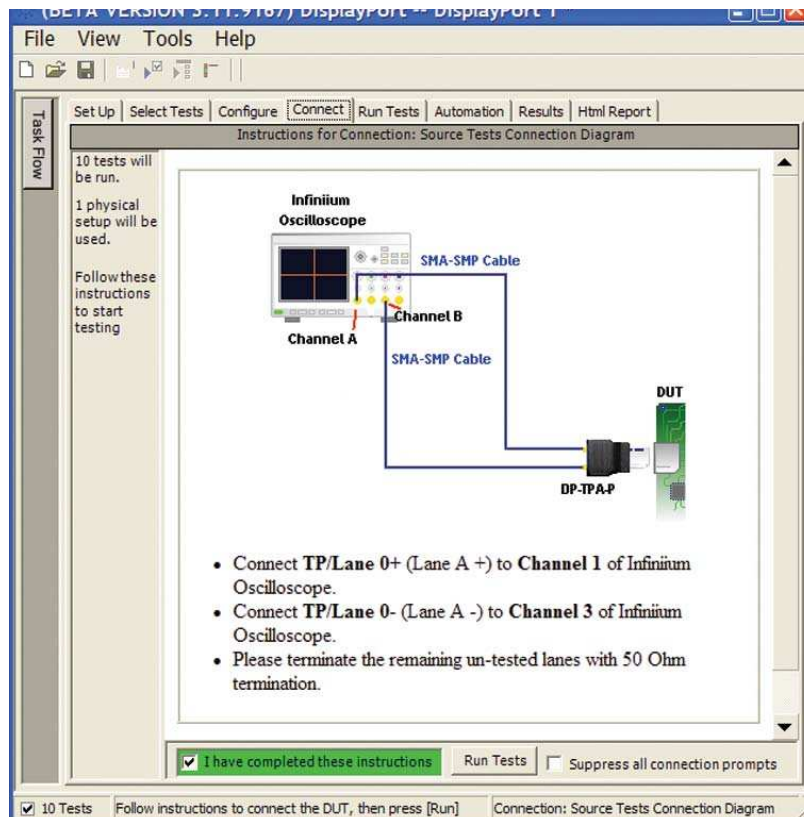 (BETA VERSION 3.11.9167) DisplayPort -- DisplayPort 1
File View Tools Help
Set Up Select Tests Configure Connect Run Tests Automation Results Html Report
Task Flow
Instructions for Connection: Source Tests Connection Diagram
10 tests will
be run.
1 physical
setup will be
used.
Follow these
instructions
to start
testing
Infiniium
Oscilloscope
SMA-SMP Cable
Channel B
Channel A
SMA-SMP Cable
DUT
DP-TPA-P
• Connect TP/Lane 0+ (Lane A +) to Channel 1 of Infiniium
Oscilloscope.
• Connect TP/Lane 0- (Lane A -) to Channel 3 of Infiniium
Oscilloscope.
• Please terminate the remaining un-tested lanes with 50 Ohm
termination.
I have completed these instructions Run Tests Suppress all connection prompts
10 Tests Follow instructions to connect the DUT, then press [Run] Connection: Source Tests Connection Diagram